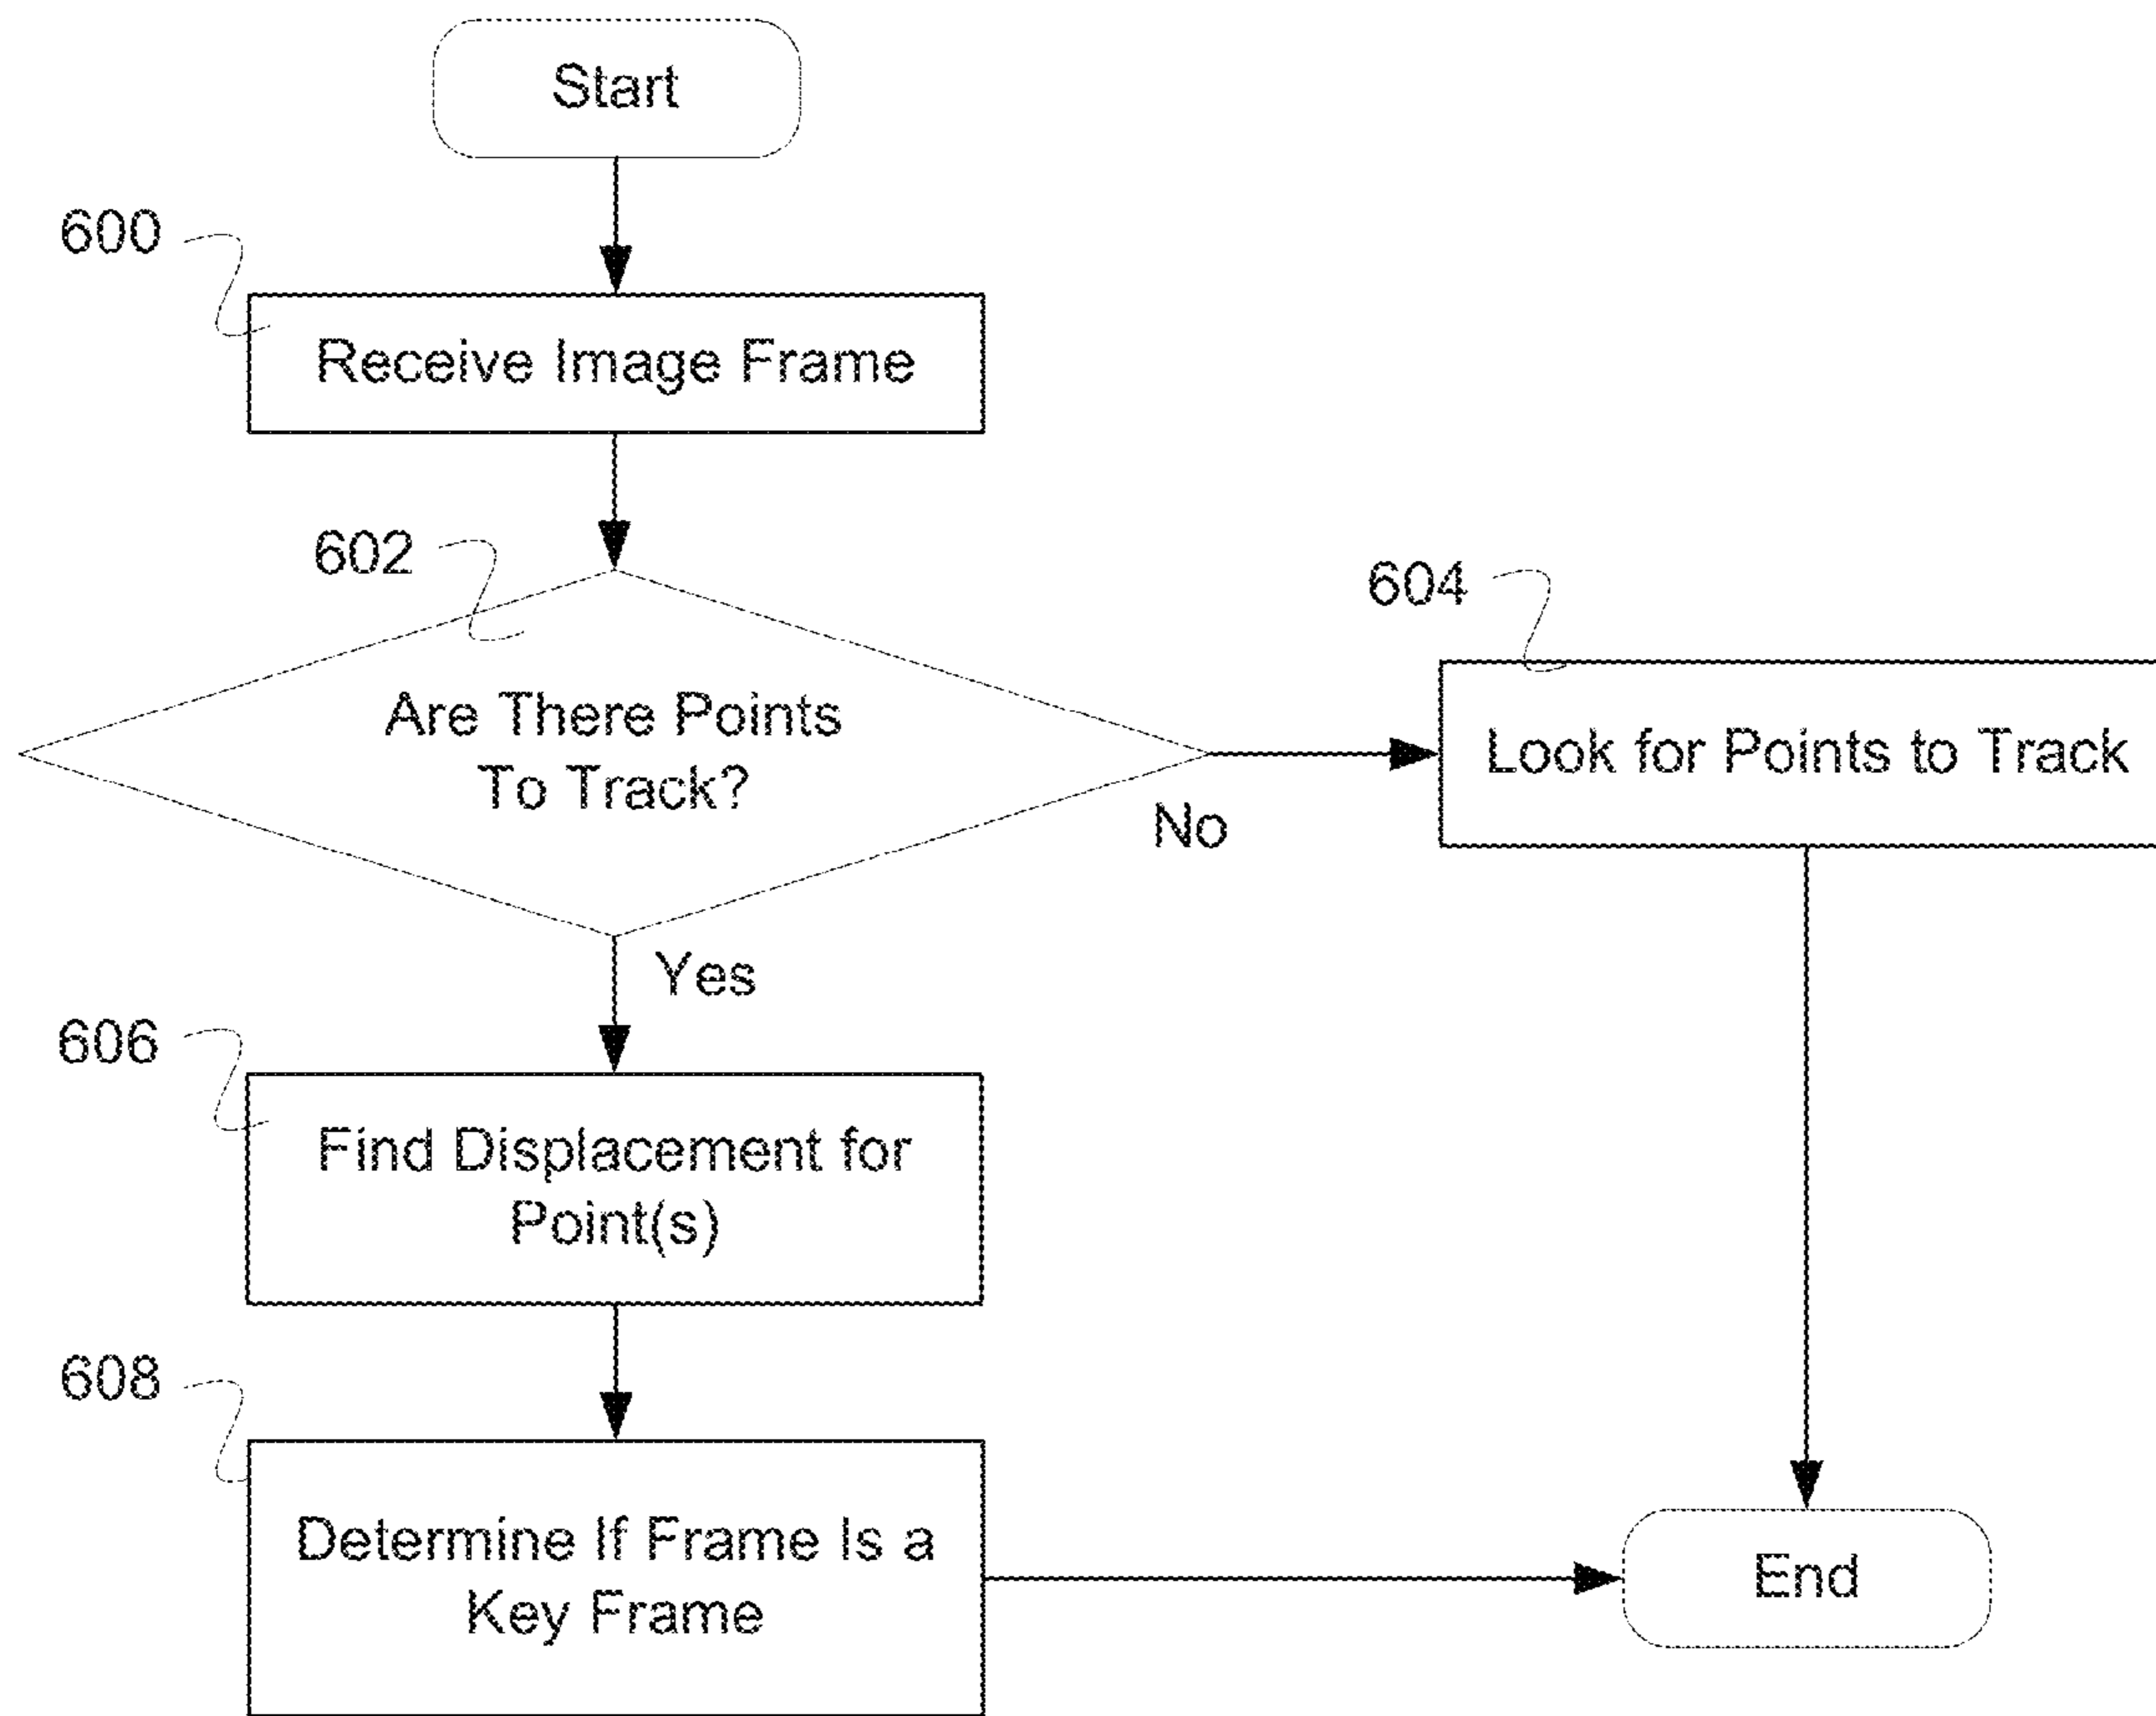 Start
600
Receive Image Frame
602
604
Are There Points
To Track?
Look for Points to Track
No
Yes
606
Find Displacement for
Point(s)
608
Determine If Frame Is a
Key Frame
End